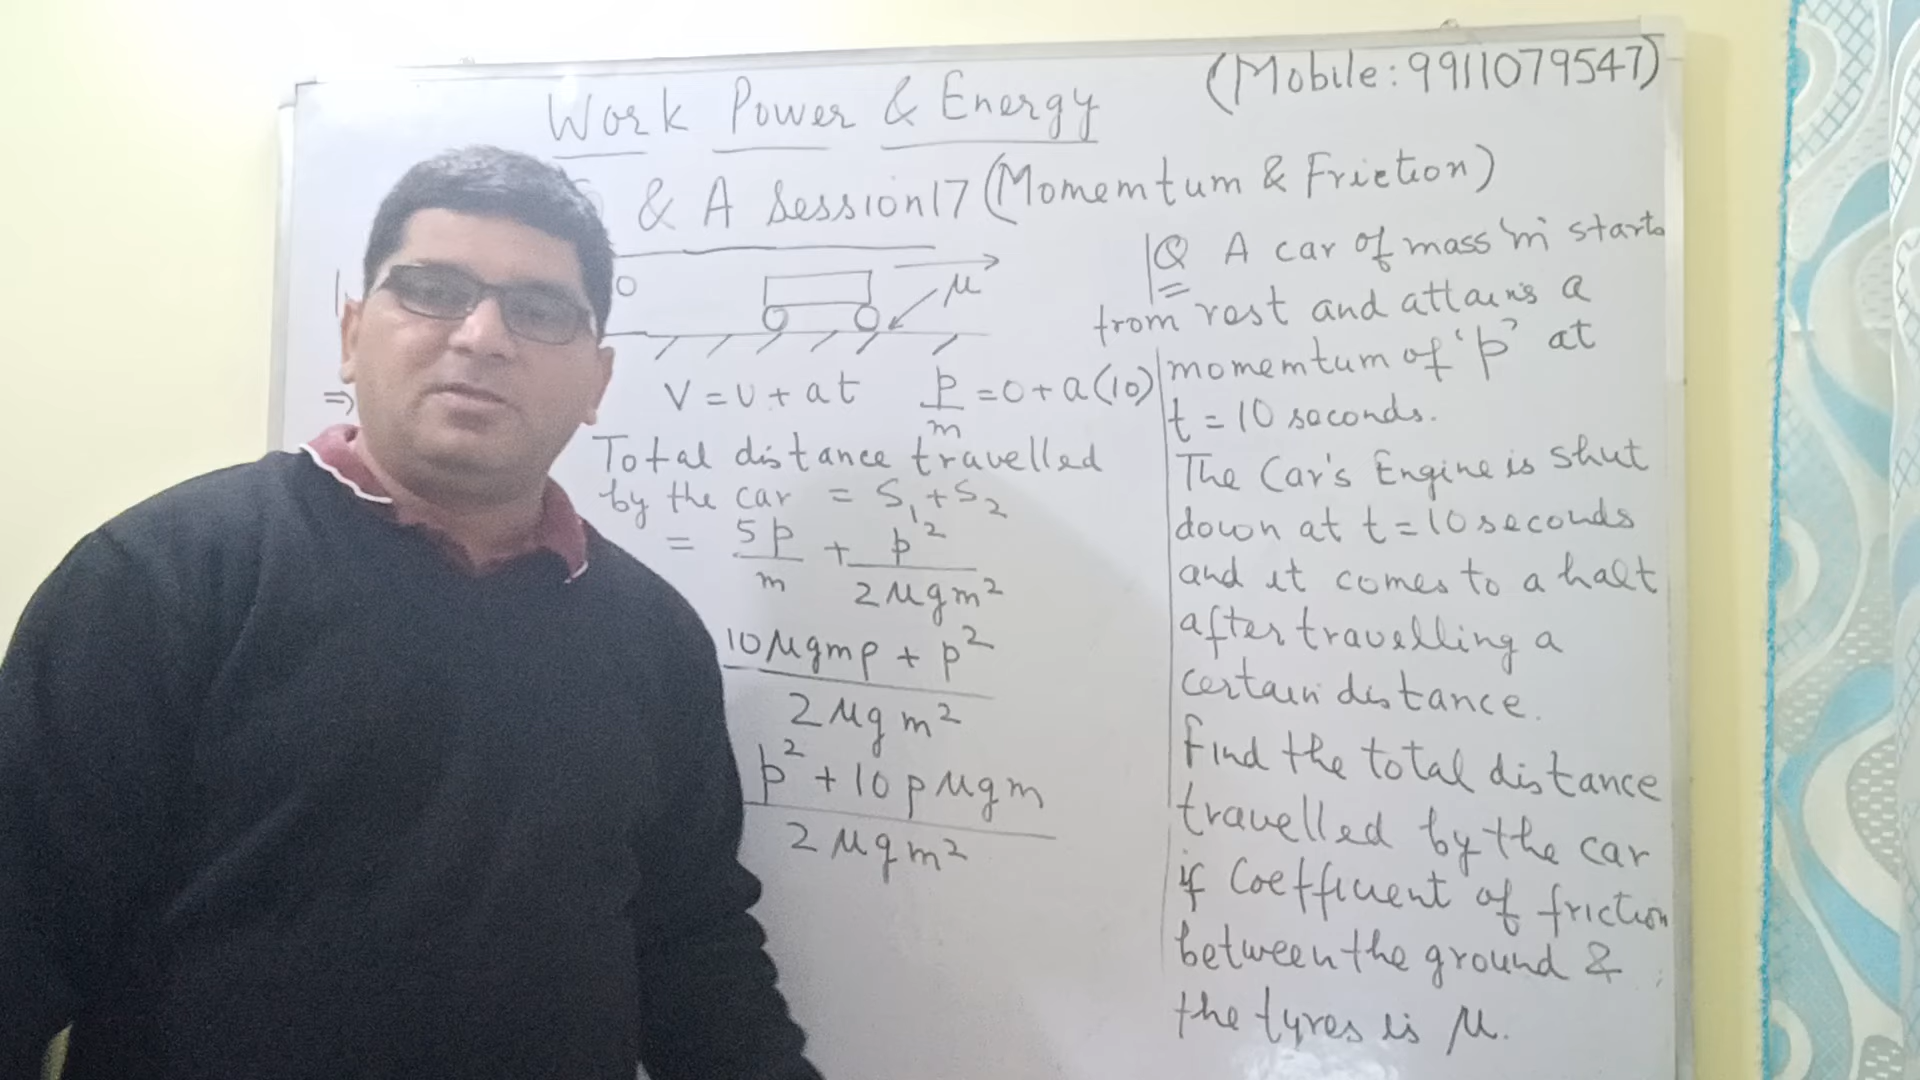 (Mobile: 9911079547)
Work Power & Energy
& A Session 17 (Momemtum & Friction)
μ
V = U + at p/m = 0 + a(10)
Total distance travelled
by the car = S₁ + S₂
= 5p/m + p²/2μgm²
10μgmp + p²
2μgm²
p² + 10pμgm
2μgm²
Q A car of mass 'm' starts
from rest and attains a
momemtum of 'p' at
t = 10 seconds.
The Car's Engine is shut
down at t = 10 seconds
and it comes to a halt
after travelling a
certain distance.
Find the total distance
travelled by the car
if Coefficient of friction
between the ground &
the tyres is μ.